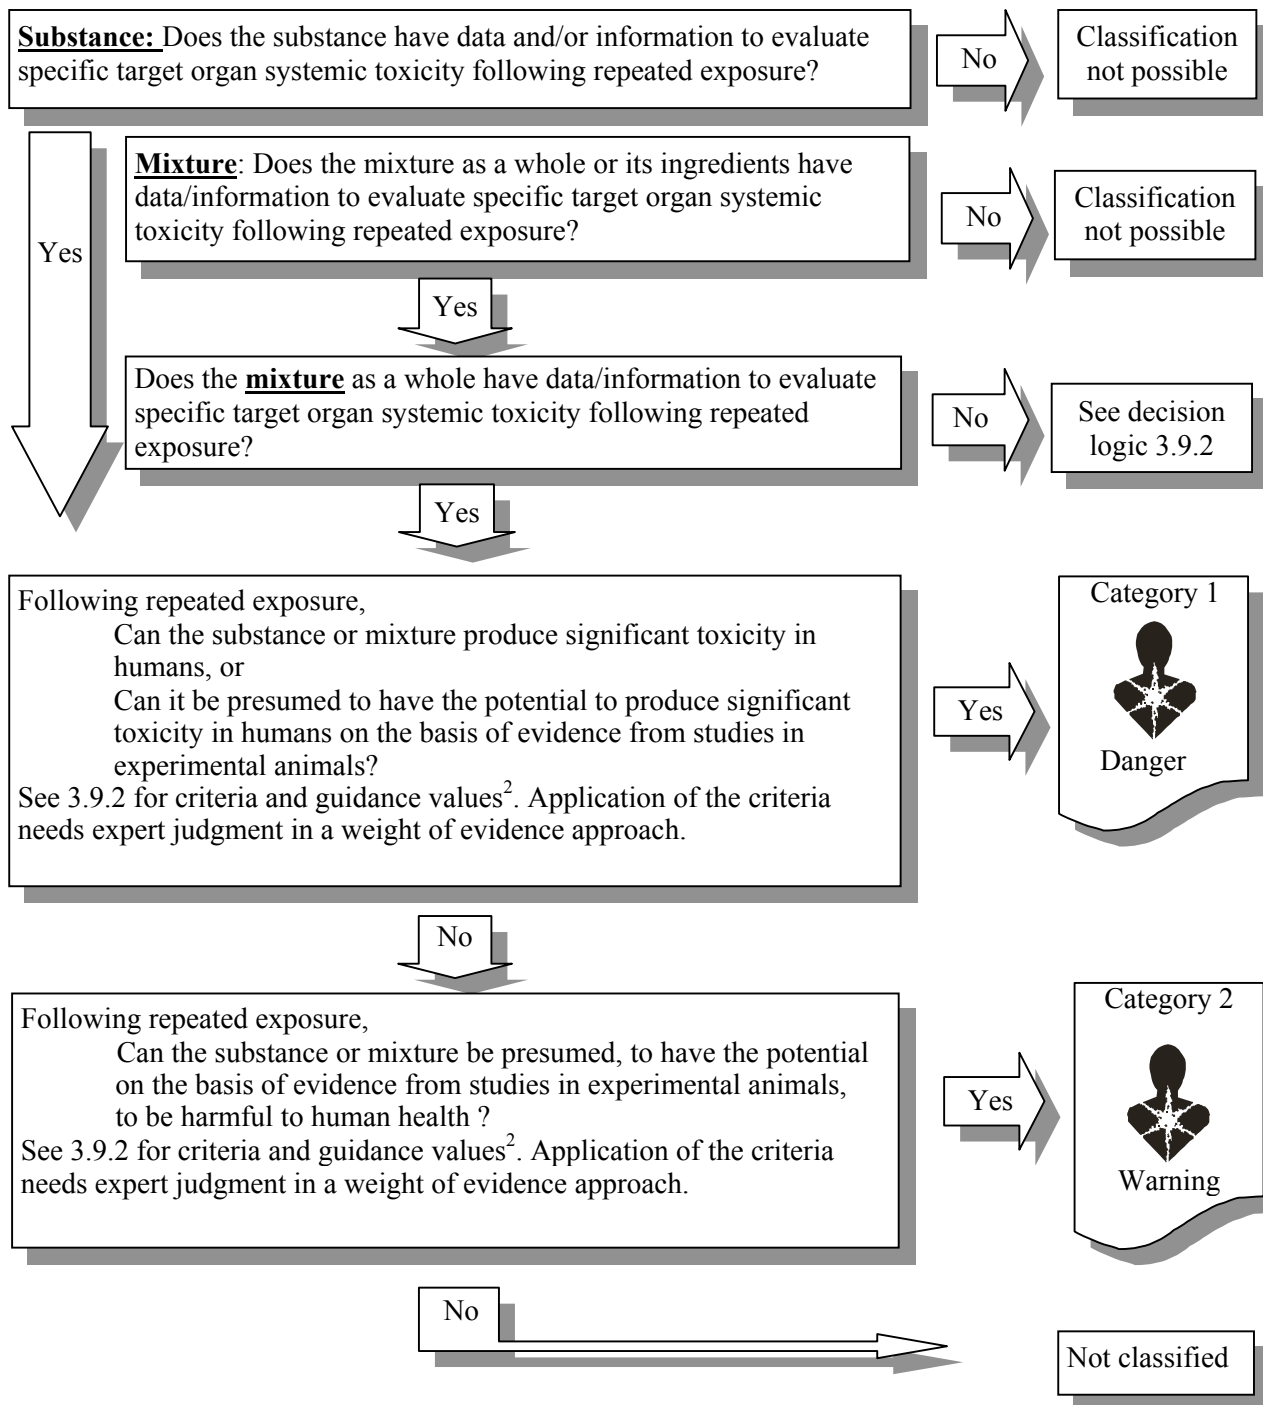 Substance: Does the substance have data and/or information to evaluate
specific target organ systemic toxicity following repeated exposure?
No
Classification
not possible
Mixture: Does the mixture as a whole or its ingredients have
data/information to evaluate specific target organ systemic
toxicity following repeated exposure?
No
Classification
not possible
Yes
Yes
Does the mixture as a whole have data/information to evaluate
specific target organ systemic toxicity following repeated
exposure?
No
See decision
logic 3.9.2
Yes
Following repeated exposure,
Can the substance or mixture produce significant toxicity in
humans, or
Can it be presumed to have the potential to produce significant
toxicity in humans on the basis of evidence from studies in
experimental animals?
See 3.9.2 for criteria and guidance values2. Application of the criteria
needs expert judgment in a weight of evidence approach.
Yes
Category 1
Danger
No
Following repeated exposure,
Can the substance or mixture be presumed, to have the potential
on the basis of evidence from studies in experimental animals,
to be harmful to human health ?
See 3.9.2 for criteria and guidance values2. Application of the criteria
needs expert judgment in a weight of evidence approach.
Yes
Category 2
Warning
No
Not classified